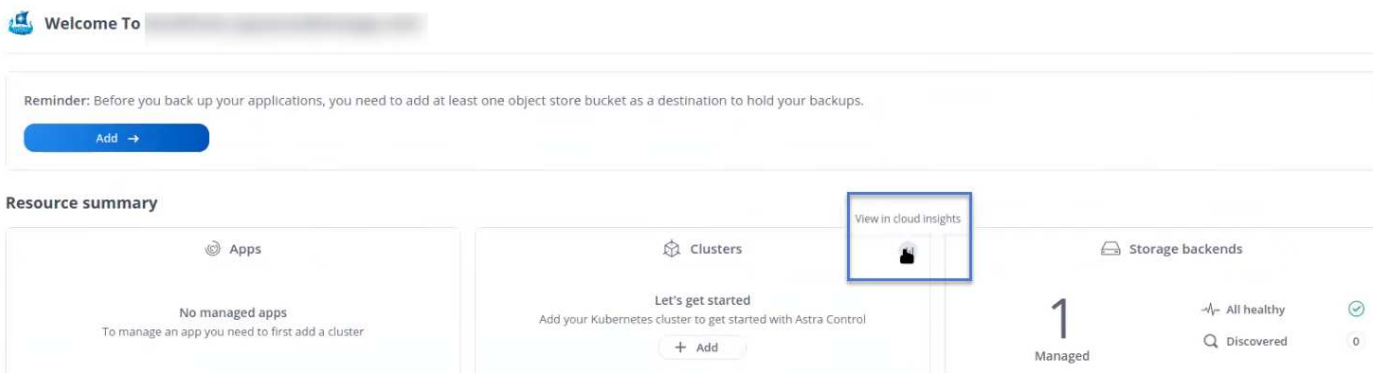 Welcome To
Reminder: Before you back up your applications, you need to add at least one object store bucket as a destination to hold your backups.
Add →
Resource summary
View in cloud insights
Apps
Clusters
Storage backends
No managed apps
To manage an app you need to first add a cluster
Let's get started
Add your Kubernetes cluster to get started with Astra Control
+ Add
1
Managed
All healthy
Discovered
0